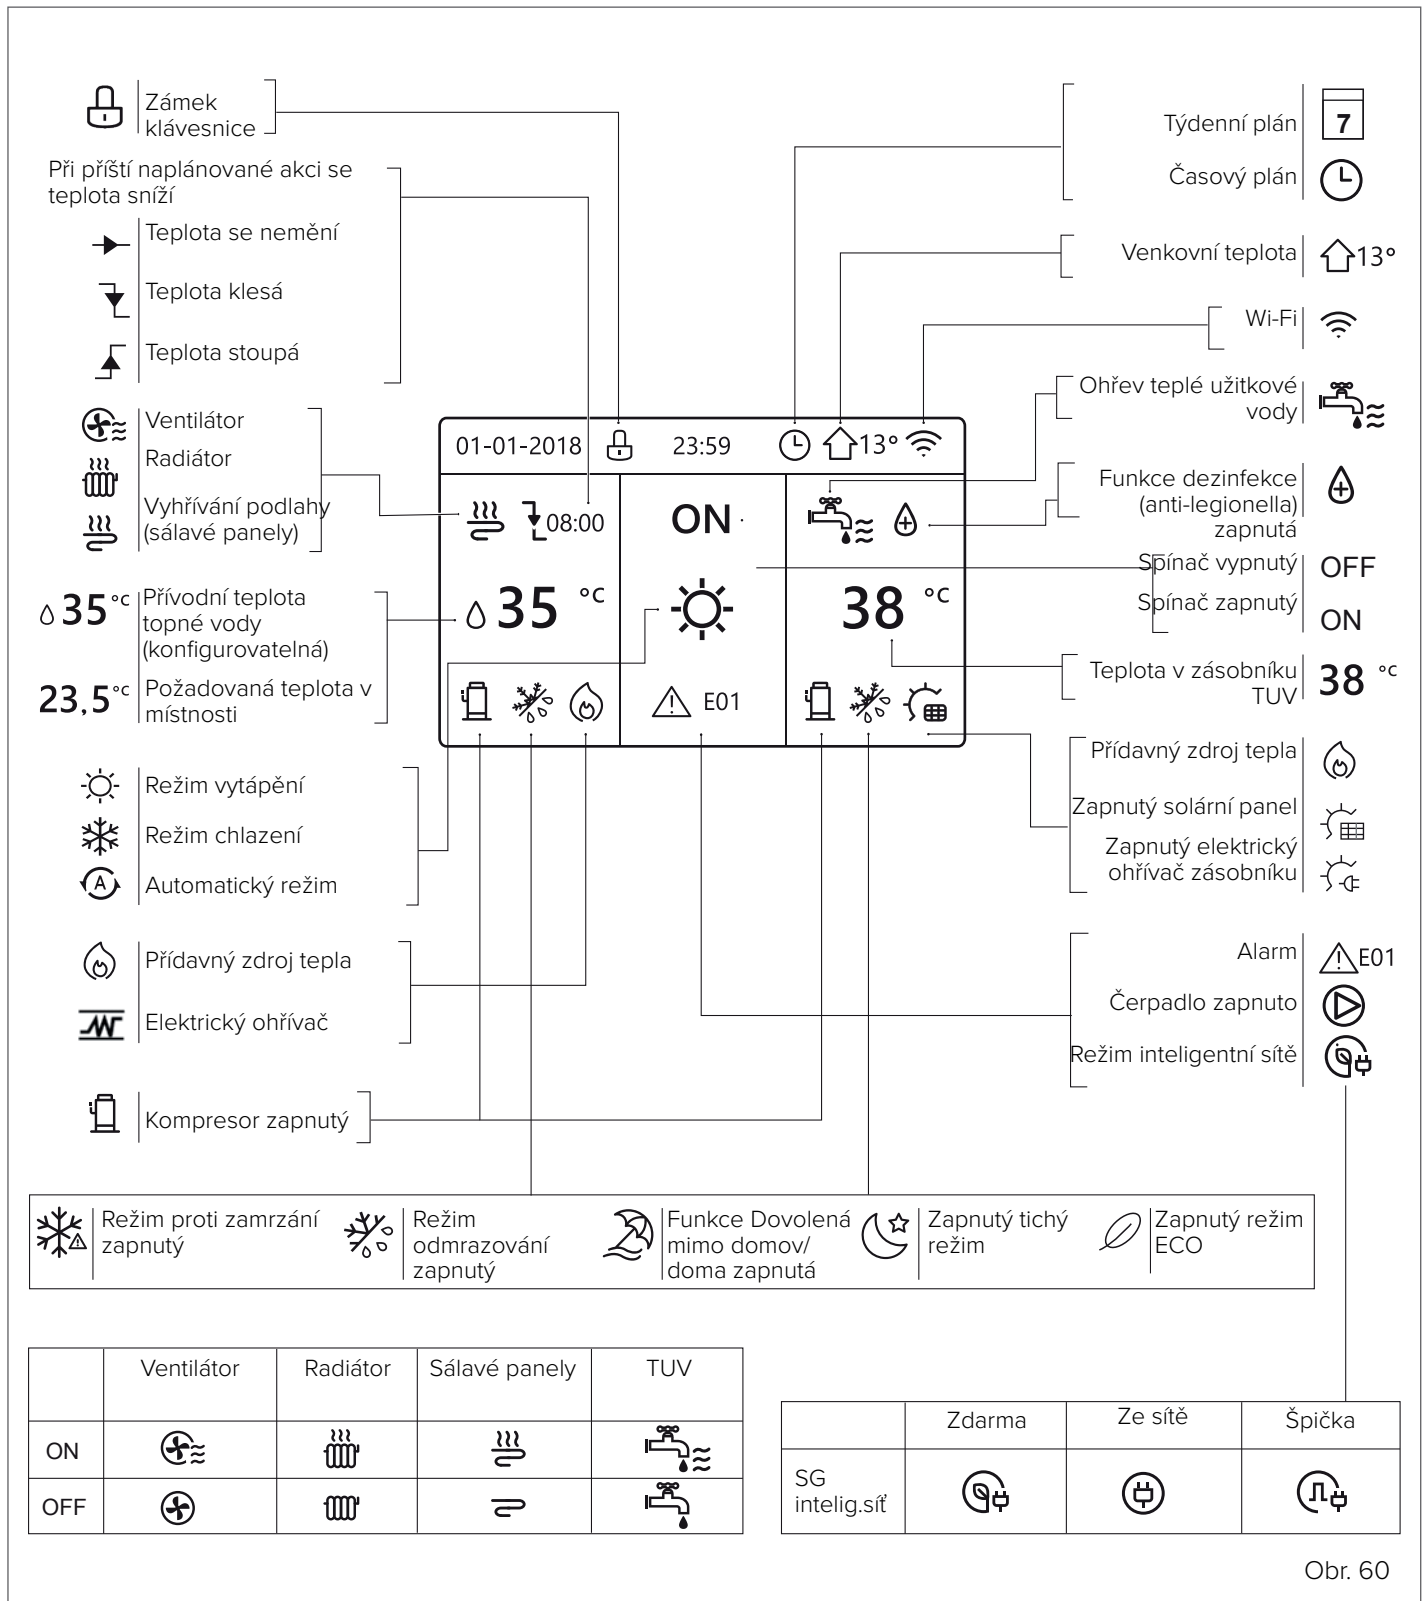 Zámek
klávesnice
Při příští naplánované akci se
teplota sníží
Teplota se nemění
Teplota klesá
Teplota stoupá
Ventilátor
Radiátor
Vyhřívání podlahy
(sálavé panely)
35 °C
Přívodní teplota
topné vody
(konfigurovatelná)
23,5 °C
Požadovaná teplota v
místnosti
Režim vytápění
Režim chlazení
A
Automatický režim
Přídavný zdroj tepla
Elektrický ohřívač
Kompresor zapnutý
01-01-2018
23:59
13°
08:00
ON
35 °C
38 °C
E01
Týdenní plán
7
Časový plán
Venkovní teplota
13°
Wi-Fi
Ohřev teplé užitkové
vody
Funkce dezinfekce
(anti-legionella)
zapnutá
Spínač vypnutý
OFF
Spínač zapnutý
ON
Teplota v zásobníku
TUV
38 °C
Přídavný zdroj tepla
Zapnutý solární panel
Zapnutý elektrický
ohřívač zásobníku
Alarm
E01
Čerpadlo zapnuto
Režim inteligentní sítě
Režim proti zamrzání
zapnutý
Režim
odmrazování
zapnutý
Funkce Dovolená
mimo domov/
doma zapnutá
Zapnutý tichý
režim
Zapnutý režim
ECO
Ventilátor
Radiátor
Sálavé panely
TUV
ON
OFF
Zdarma
Ze sítě
Špička
SG
intelig.síť
Obr. 60